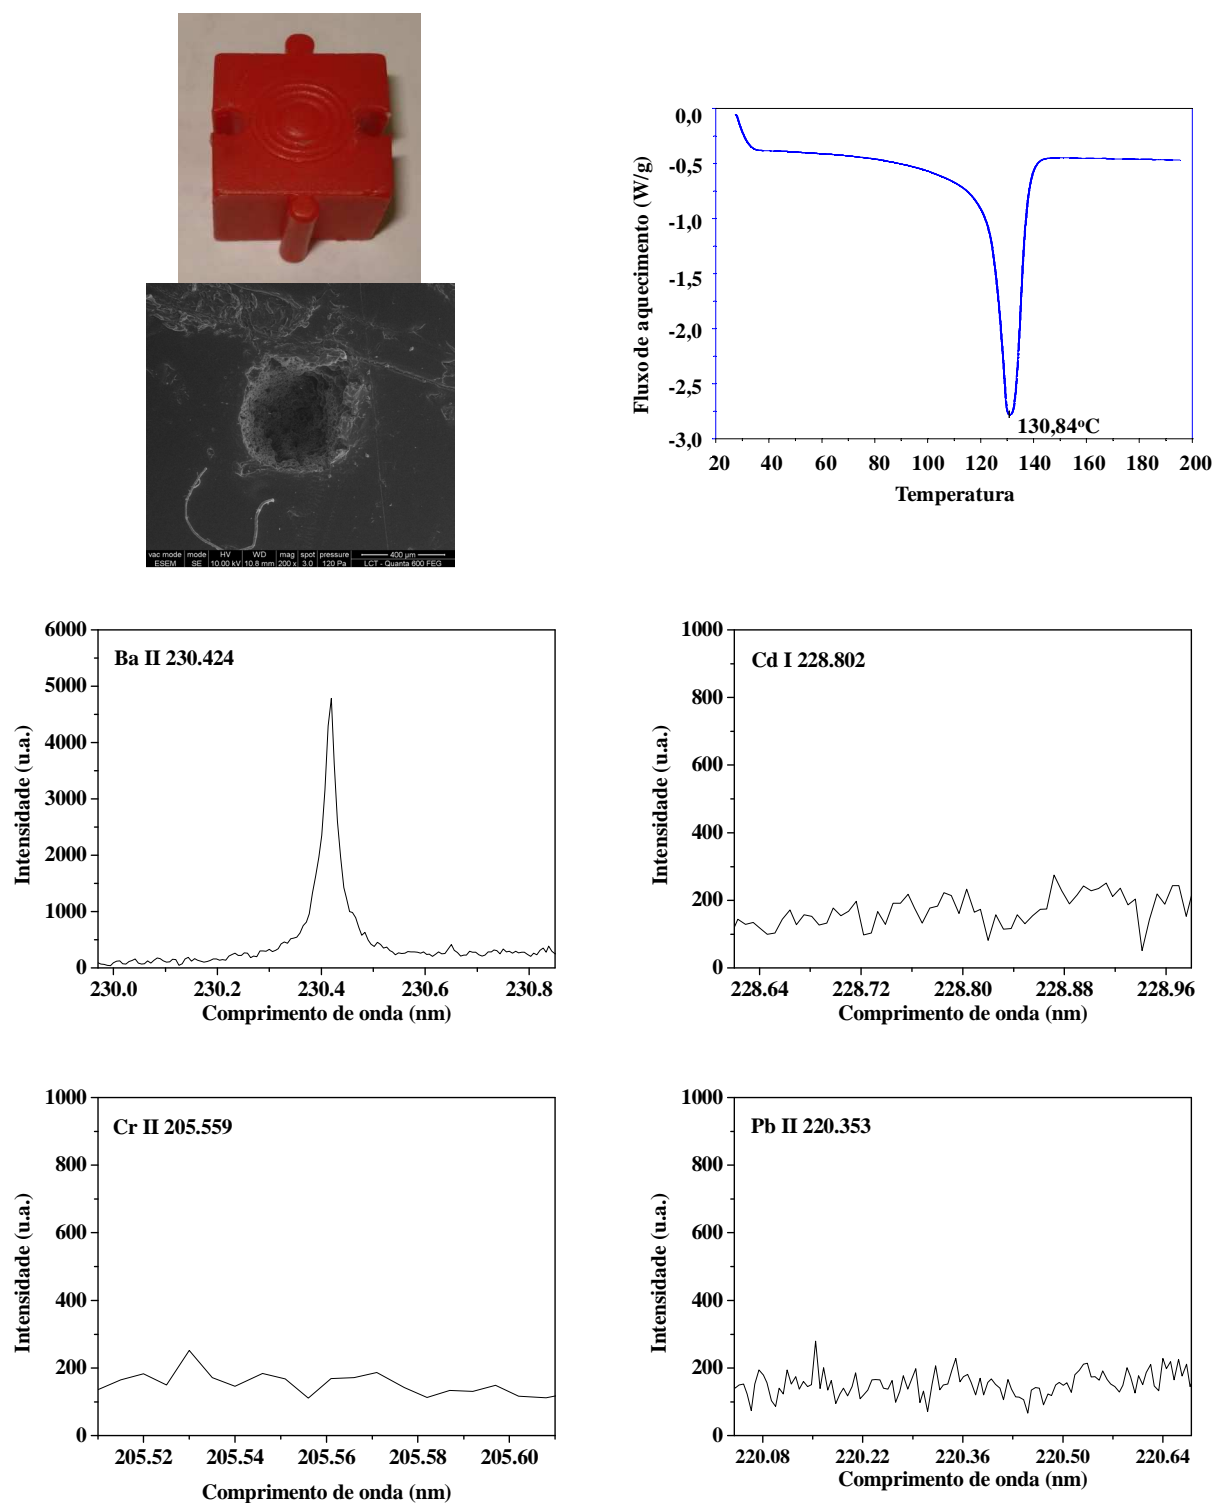 0,0
-0,5
-1,0
-1,5
-2,0
-2,5
-3,0
Fluxo de aquecimento (W/g)
130,84°C
20 40 60 80 100 120 140 160 180 200
Temperatura
vac mode mode HV WD mag spot pressure 400 µm
ESEM SE 10.00 kV 10.8 mm 200 x 3.0 120 Pa LCT - Quanta 600 FEG
6000
5000
4000
3000
2000
1000
0
Intensidade (u.a.)
Ba II 230.424
230.0 230.2 230.4 230.6 230.8
Comprimento de onda (nm)
1000
800
600
400
200
0
Intensidade (u.a.)
Cd I 228.802
228.64 228.72 228.80 228.88 228.96
Comprimento de onda (nm)
1000
800
600
400
200
0
Intensidade (u.a.)
Cr II 205.559
205.52 205.54 205.56 205.58 205.60
Comprimento de onda (nm)
1000
800
600
400
200
0
Intensidade (u.a.)
Pb II 220.353
220.08 220.22 220.36 220.50 220.64
Comprimento de onda (nm)